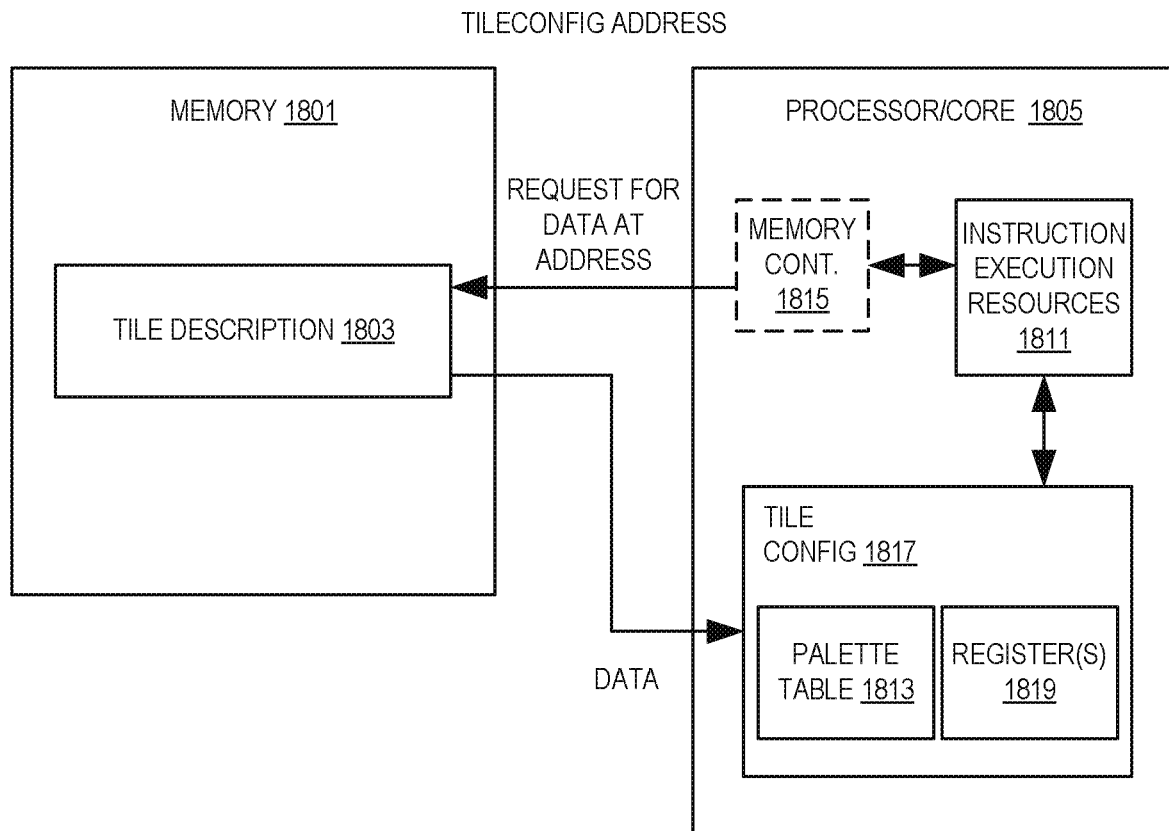 TILECONFIG ADDRESS
MEMORY 1801
PROCESSOR/CORE 1805
REQUEST FOR
DATA AT
ADDRESS
MEMORY
CONT.
1815
INSTRUCTION
EXECUTION
RESOURCES
1811
TILE DESCRIPTION 1803
TILE
CONFIG 1817
PALETTE
TABLE 1813
REGISTER(S)
1819
DATA